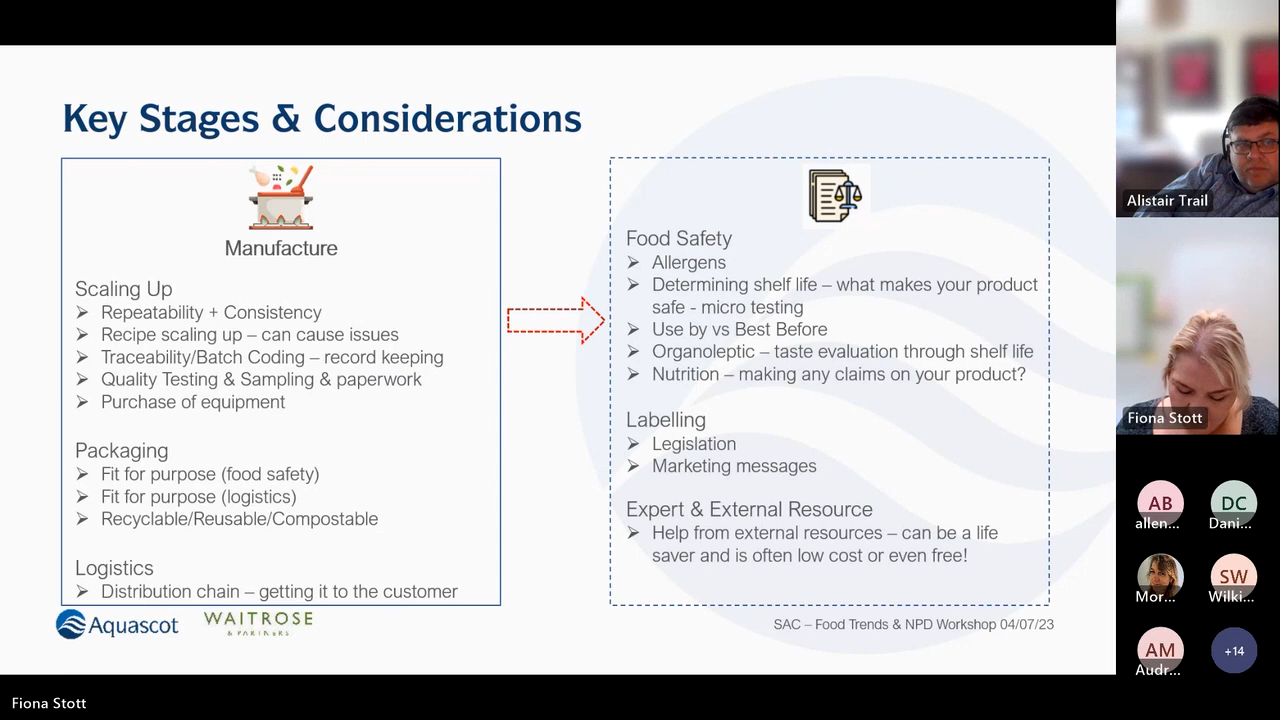 Key Stages & Considerations
Manufacture
Scaling Up
➢ Repeatability + Consistency
➢ Recipe scaling up – can cause issues
➢ Traceability/Batch Coding – record keeping
➢ Quality Testing & Sampling & paperwork
➢ Purchase of equipment
Packaging
➢ Fit for purpose (food safety)
➢ Fit for purpose (logistics)
➢ Recyclable/Reusable/Compostable
Logistics
➢ Distribution chain – getting it to the customer
Food Safety
➢ Allergens
➢ Determining shelf life – what makes your product
safe - micro testing
➢ Use by vs Best Before
➢ Organoleptic – taste evaluation through shelf life
➢ Nutrition – making any claims on your product?
Labelling
➢ Legislation
➢ Marketing messages
Expert & External Resource
➢ Help from external resources – can be a life
saver and is often low cost or even free!
Aquascot
WAITROSE
& PARTNERS
SAC – Food Trends & NPD Workshop 04/07/23
Alistair Trail
Fiona Stott
AB
allen...
DC
Dani...
Mor...
SW
Wilki...
AM
Audr...
+14
Fiona Stott